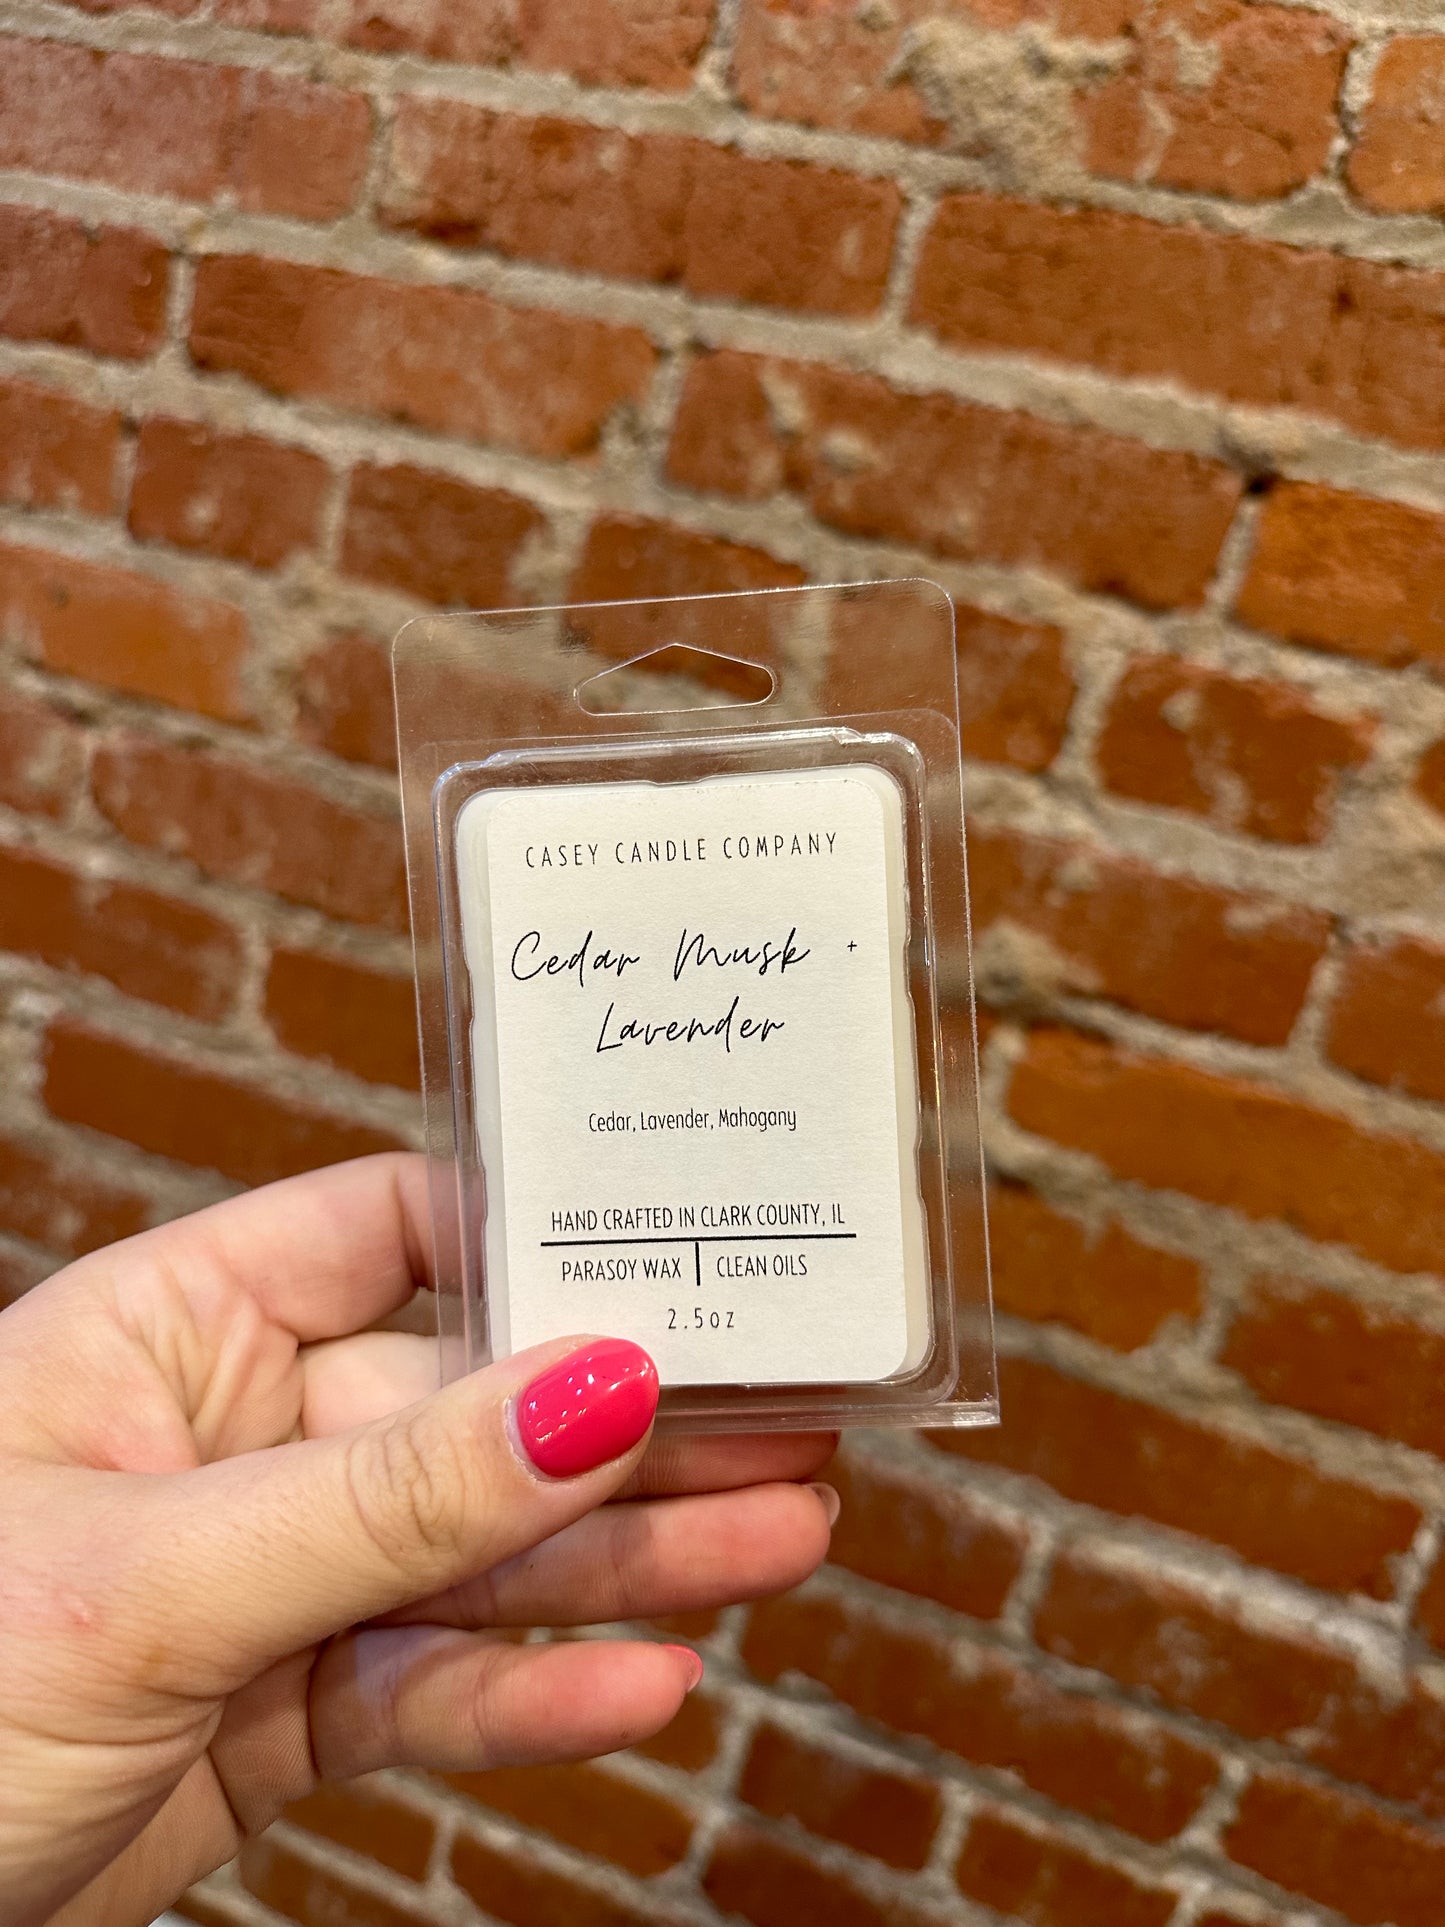 CASEY CANDLE COMPANY
Cedar Musk +
Lavender
Cedar, Lavender, Mahogany
HAND CRAFTED IN CLARK COUNTY, IL
PARASOY WAX | CLEAN OILS
2.5oz